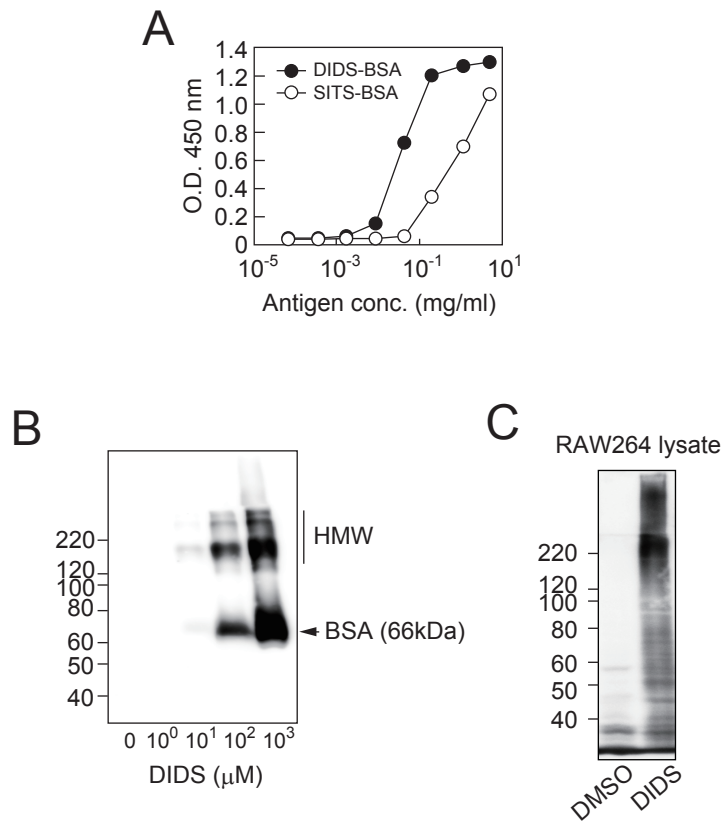 A
1.4
1.2
1.0
0.8
0.6
0.4
0.2
0
O.D. 450 nm
DIDS-BSA
SITS-BSA
10⁻⁵ 10⁻³ 10⁻¹ 10¹
Antigen conc. (mg/ml)
B
220
120
100
80
60
50
40
HMW
BSA (66kDa)
0 10⁰ 10¹ 10² 10³
DIDS (μM)
C
RAW264 lysate
220
120
100
80
60
50
40
DMSO DIDS